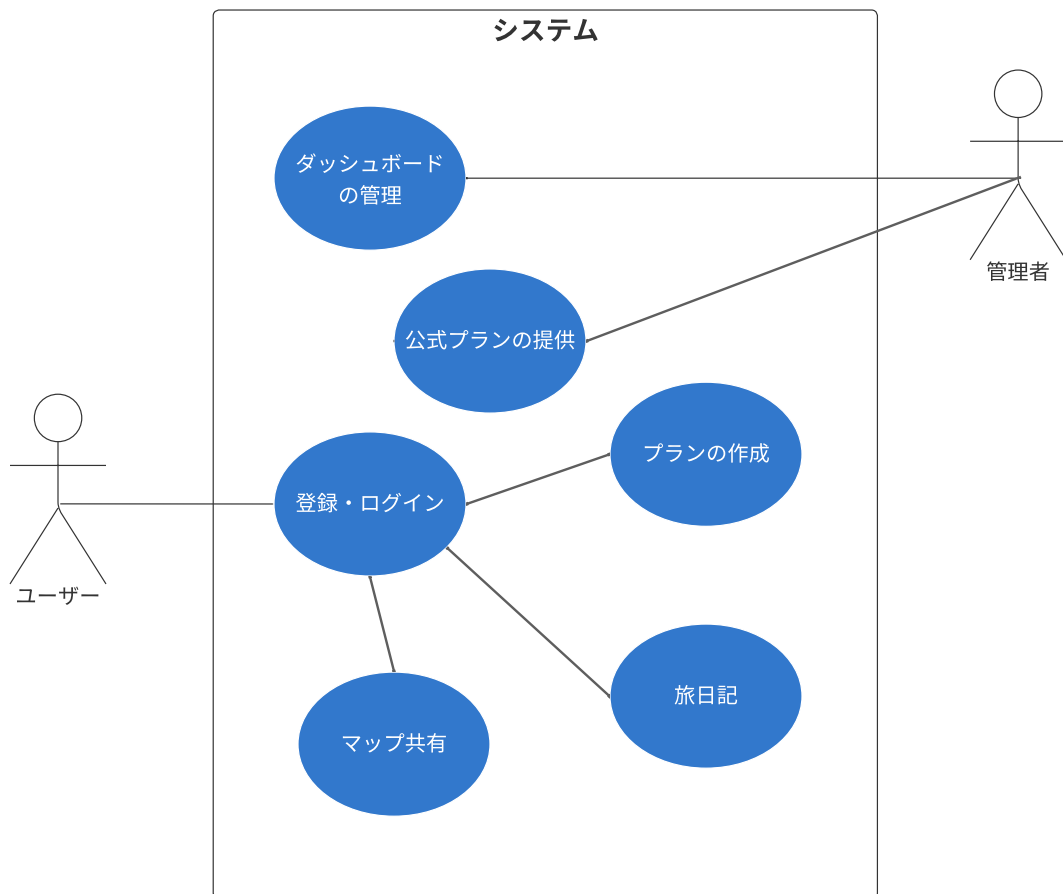 システム
ダッシュボード
の管理
管理者
公式プランの提供
プランの作成
登録・ログイン
ユーザー
旅日記
マップ共有